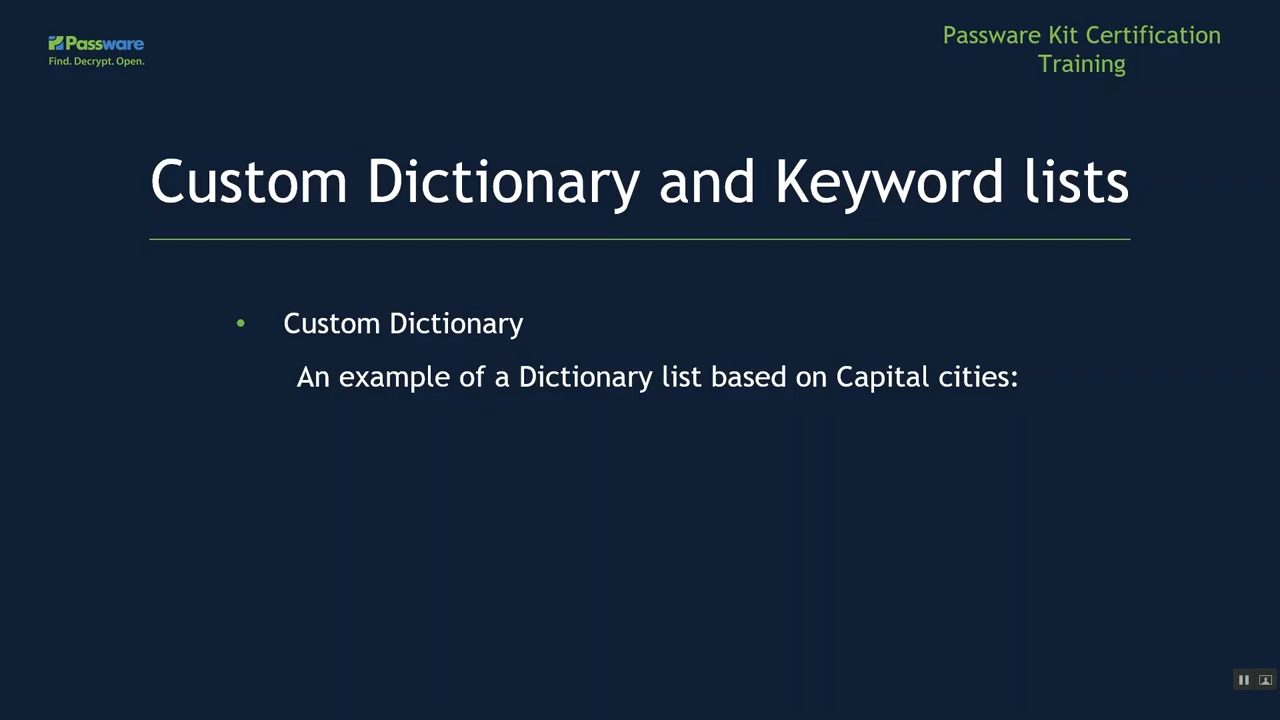 Passware
Find. Decrypt. Open.
Passware Kit Certification
Training
Custom Dictionary and Keyword lists
• Custom Dictionary
An example of a Dictionary list based on Capital cities: